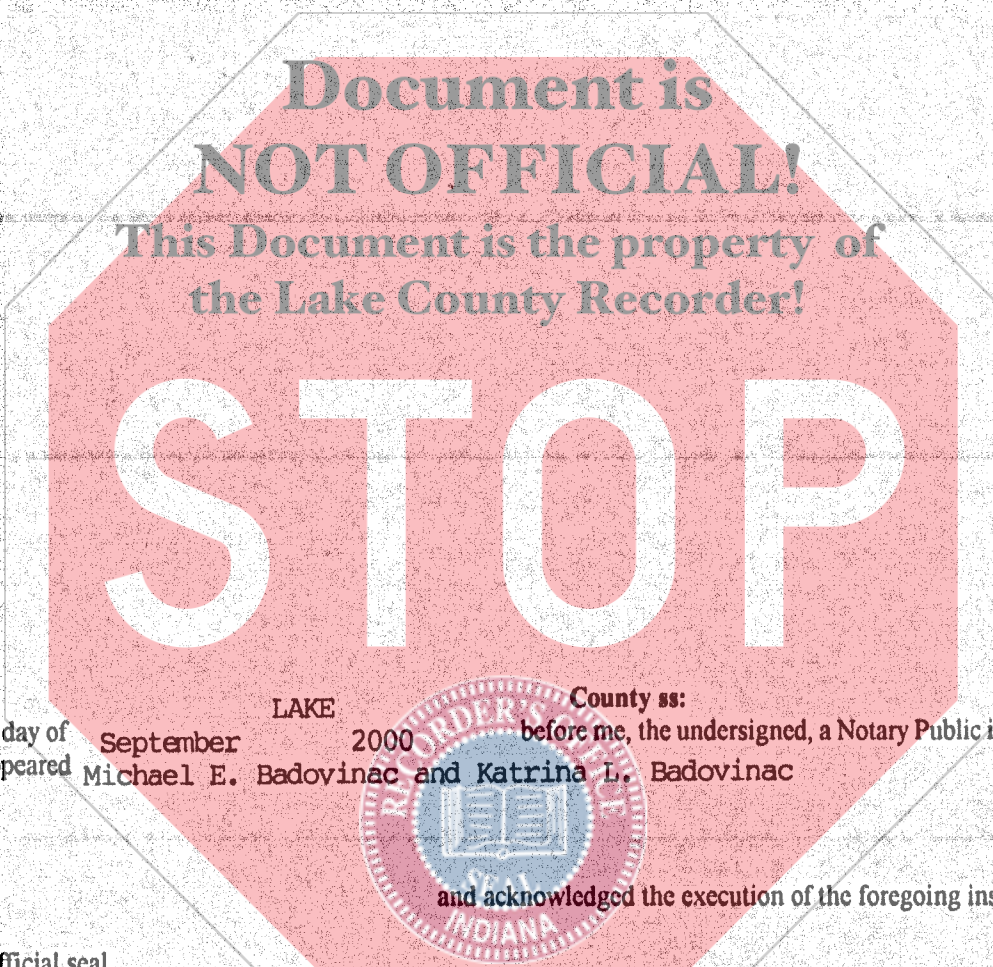 Document is
NOT OFFICIAL!
This Document is the property of
the Lake County Recorder!
STOP
LAKE County ss:
day of September 2000 before me, the undersigned, a Notary Public i
peared Michael E. Badovinac and Katrina L. Badovinac
RECORDER'S OFFICE
SEAL
INDIANA
and acknowledged the execution of the foregoing ins
fficial seal